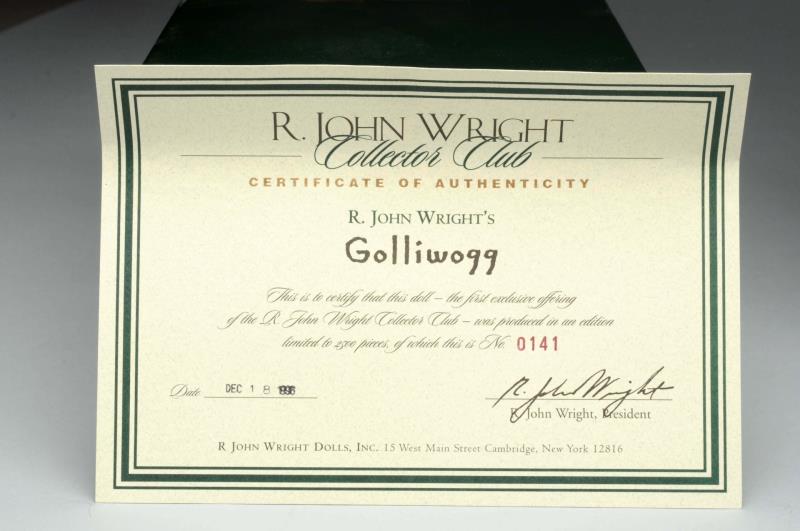 R. JOHN WRIGHT
Collector Club
CERTIFICATE OF AUTHENTICITY
R. JOHN WRIGHT'S
Golliwogg
This is to certify that this doll – the first exclusive offering
of the R. John Wright Collector Club – was produced in an edition
limited to 2500 pieces, of which this is No. 0141
Date DEC 18 1996
R. John Wright
R. John Wright, President
R JOHN WRIGHT DOLLS, INC. 15 West Main Street Cambridge, New York 12816